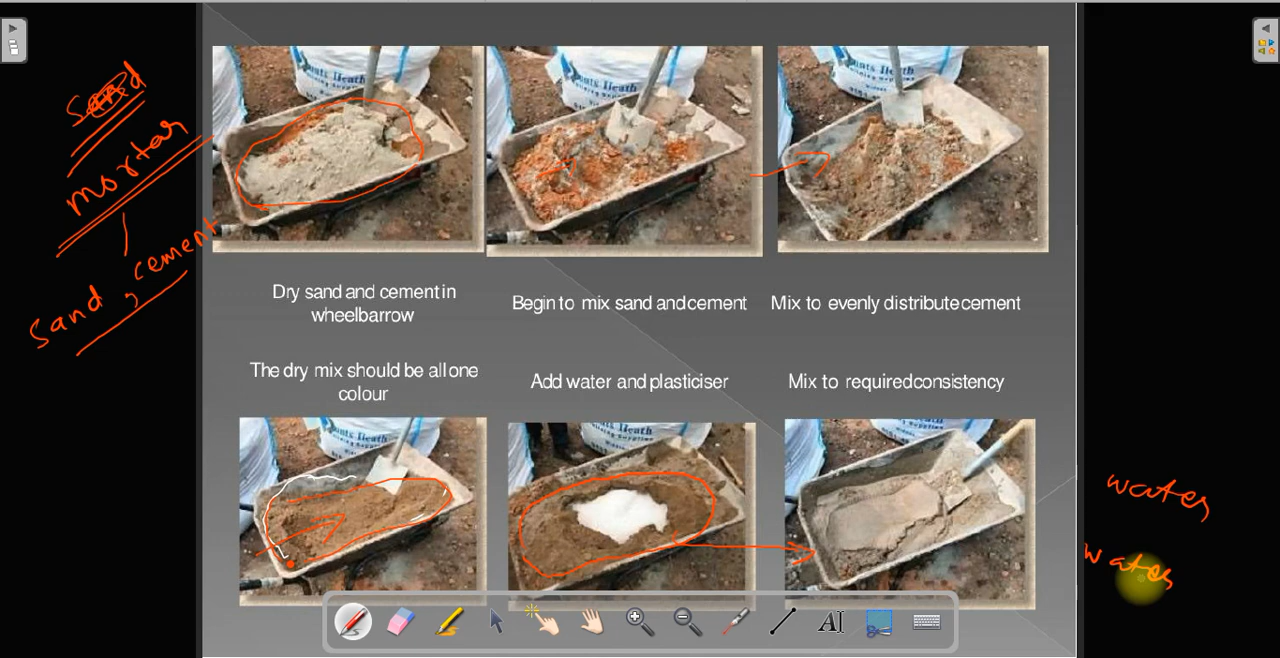 mortar
sand, cement
Dry sand and cement in
wheelbarrow
Begin to mix sand and cement
Mix to evenly distribute cement
The dry mix should be all one
colour
Add water and plasticiser
Mix to required consistency
water
water
AI